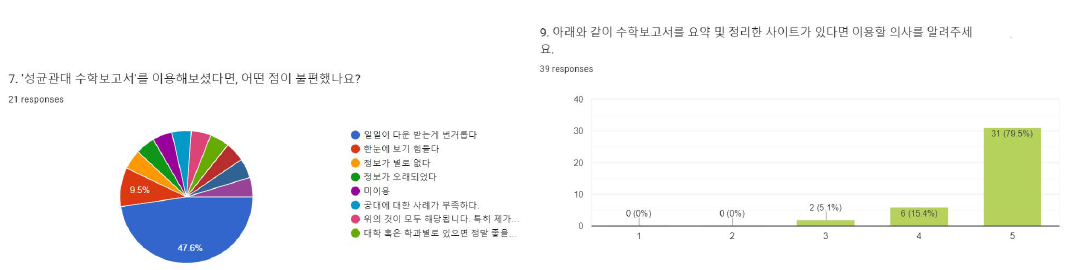 7. '성균관대 수학보고서'를 이용해보셨다면, 어떤 점이 불편했나요?
21 responses
일일이 다운 받는게 번거롭다
한눈에 보기 힘들다
정보가 별로 없다
정보가 오래되었다
미이용
공대에 대한 사례가 부족하다.
위의 것이 모두 해당됩니다. 특히 제가...
대학 혹은 학과별로 있으면 정말 좋을...
9.5%
47.6%
9. 아래와 같이 수학보고서를 요약 및 정리한 사이트가 있다면 이용할 의사를 알려주세
요.
39 responses
40
30
20
10
0
0 (0%)
0 (0%)
2 (5.1%)
6 (15.4%)
31 (79.5%)
1
2
3
4
5